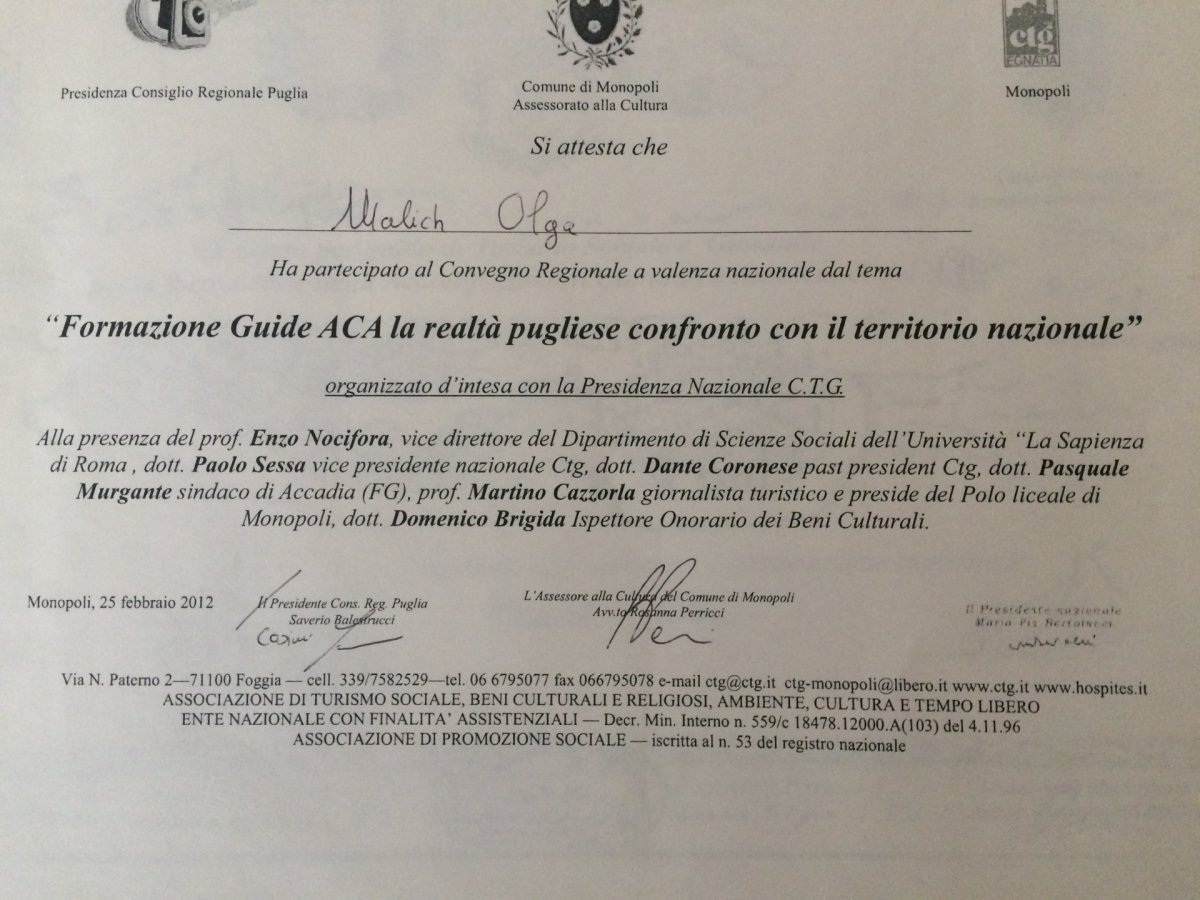 ctg
EGNATIA
Presidenza Consiglio Regionale Puglia
Comune di Monopoli
Assessorato alla Cultura
Monopoli
Si attesta che
Malich Olga
Ha partecipato al Convegno Regionale a valenza nazionale dal tema
“Formazione Guide ACA la realtà pugliese confronto con il territorio nazionale”
organizzato d’intesa con la Presidenza Nazionale C.T.G.
Alla presenza del prof. Enzo Nocifora, vice direttore del Dipartimento di Scienze Sociali dell’Università “La Sapienza
di Roma , dott. Paolo Sessa vice presidente nazionale Ctg, dott. Dante Coronese past president Ctg, dott. Pasquale
Murgante sindaco di Accadia (FG), prof. Martino Cazzorla giornalista turistico e preside del Polo liceale di
Monopoli, dott. Domenico Brigida Ispettore Onorario dei Beni Culturali.
Monopoli, 25 febbraio 2012
Il Presidente Cons. Reg. Puglia
Saverio Balestrucci
L’Assessore alla Cultura del Comune di Monopoli
Avv.to Rosanna Perricci
Il Presidente nazionale
Maria Pia Bertolucci
Via N. Paterno 2—71100 Foggia — cell. 339/7582529—tel. 06 6795077 fax 066795078 e-mail ctg@ctg.it ctg-monopoli@libero.it www.ctg.it www.hospites.it
ASSOCIAZIONE DI TURISMO SOCIALE, BENI CULTURALI E RELIGIOSI, AMBIENTE, CULTURA E TEMPO LIBERO
ENTE NAZIONALE CON FINALITA’ ASSISTENZIALI — Decr. Min. Interno n. 559/c 18478.12000.A(103) del 4.11.96
ASSOCIAZIONE DI PROMOZIONE SOCIALE — iscritta al n. 53 del registro nazionale